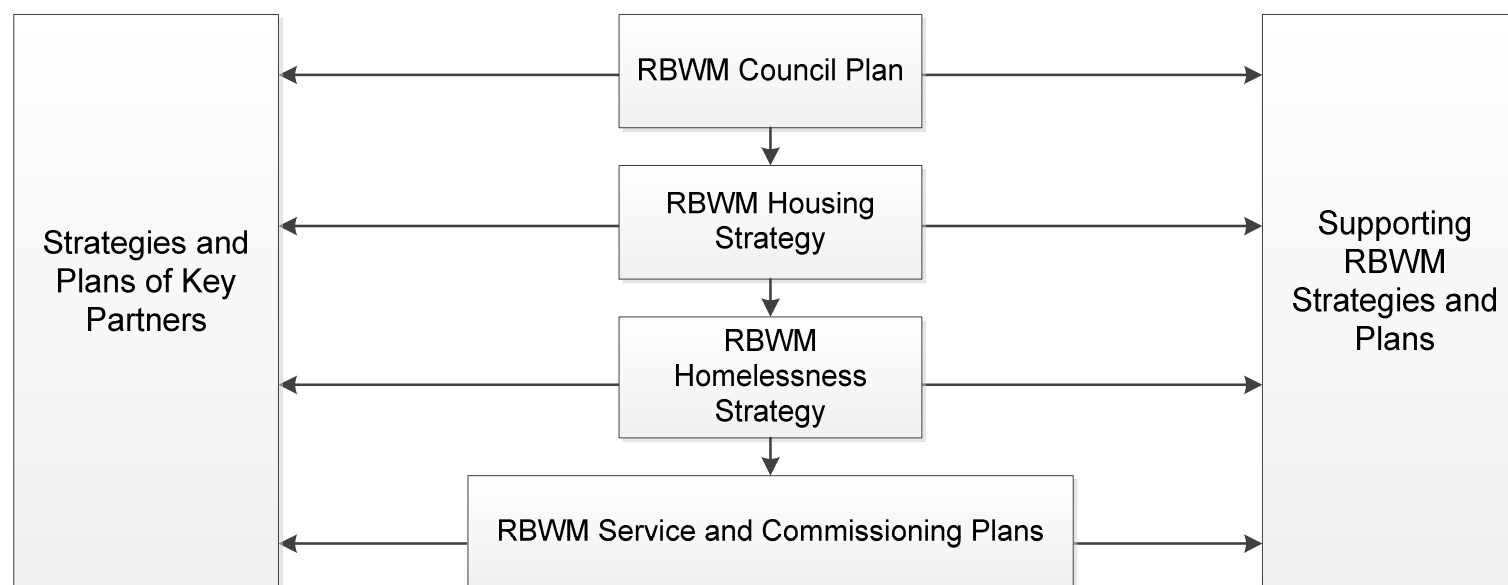 Strategies and
Plans of Key
Partners
RBWM Council Plan
RBWM Housing
Strategy
RBWM
Homelessness
Strategy
RBWM Service and Commissioning Plans
Supporting
RBWM
Strategies and
Plans